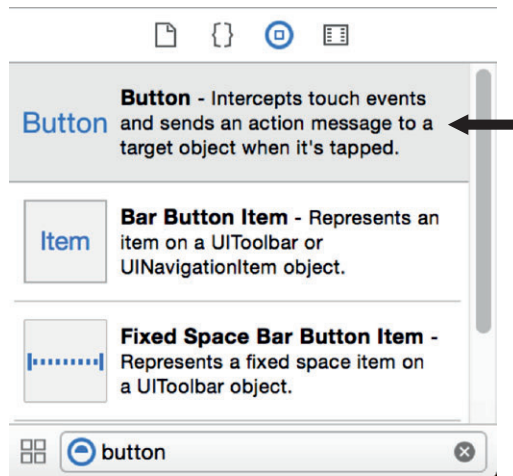 {}
Button
Button - Intercepts touch events
and sends an action message to a
target object when it's tapped.
Item
Bar Button Item - Represents an
item on a UIToolbar or
UINavigationItem object.
Fixed Space Bar Button Item -
Represents a fixed space item on
a UIToolbar object.
button